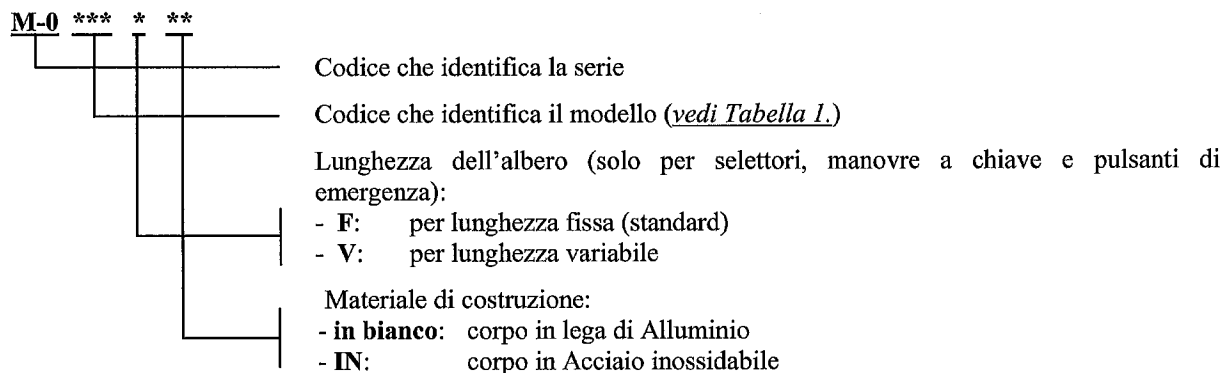 M-0 *** * **
Codice che identifica la serie
Codice che identifica il modello (vedi Tabella 1.)
Lunghezza dell'albero (solo per selettori, manovre a chiave e pulsanti di
emergenza):
- F: per lunghezza fissa (standard)
- V: per lunghezza variabile
Materiale di costruzione:
- in bianco: corpo in lega di Alluminio
- IN: corpo in Acciaio inossidabile